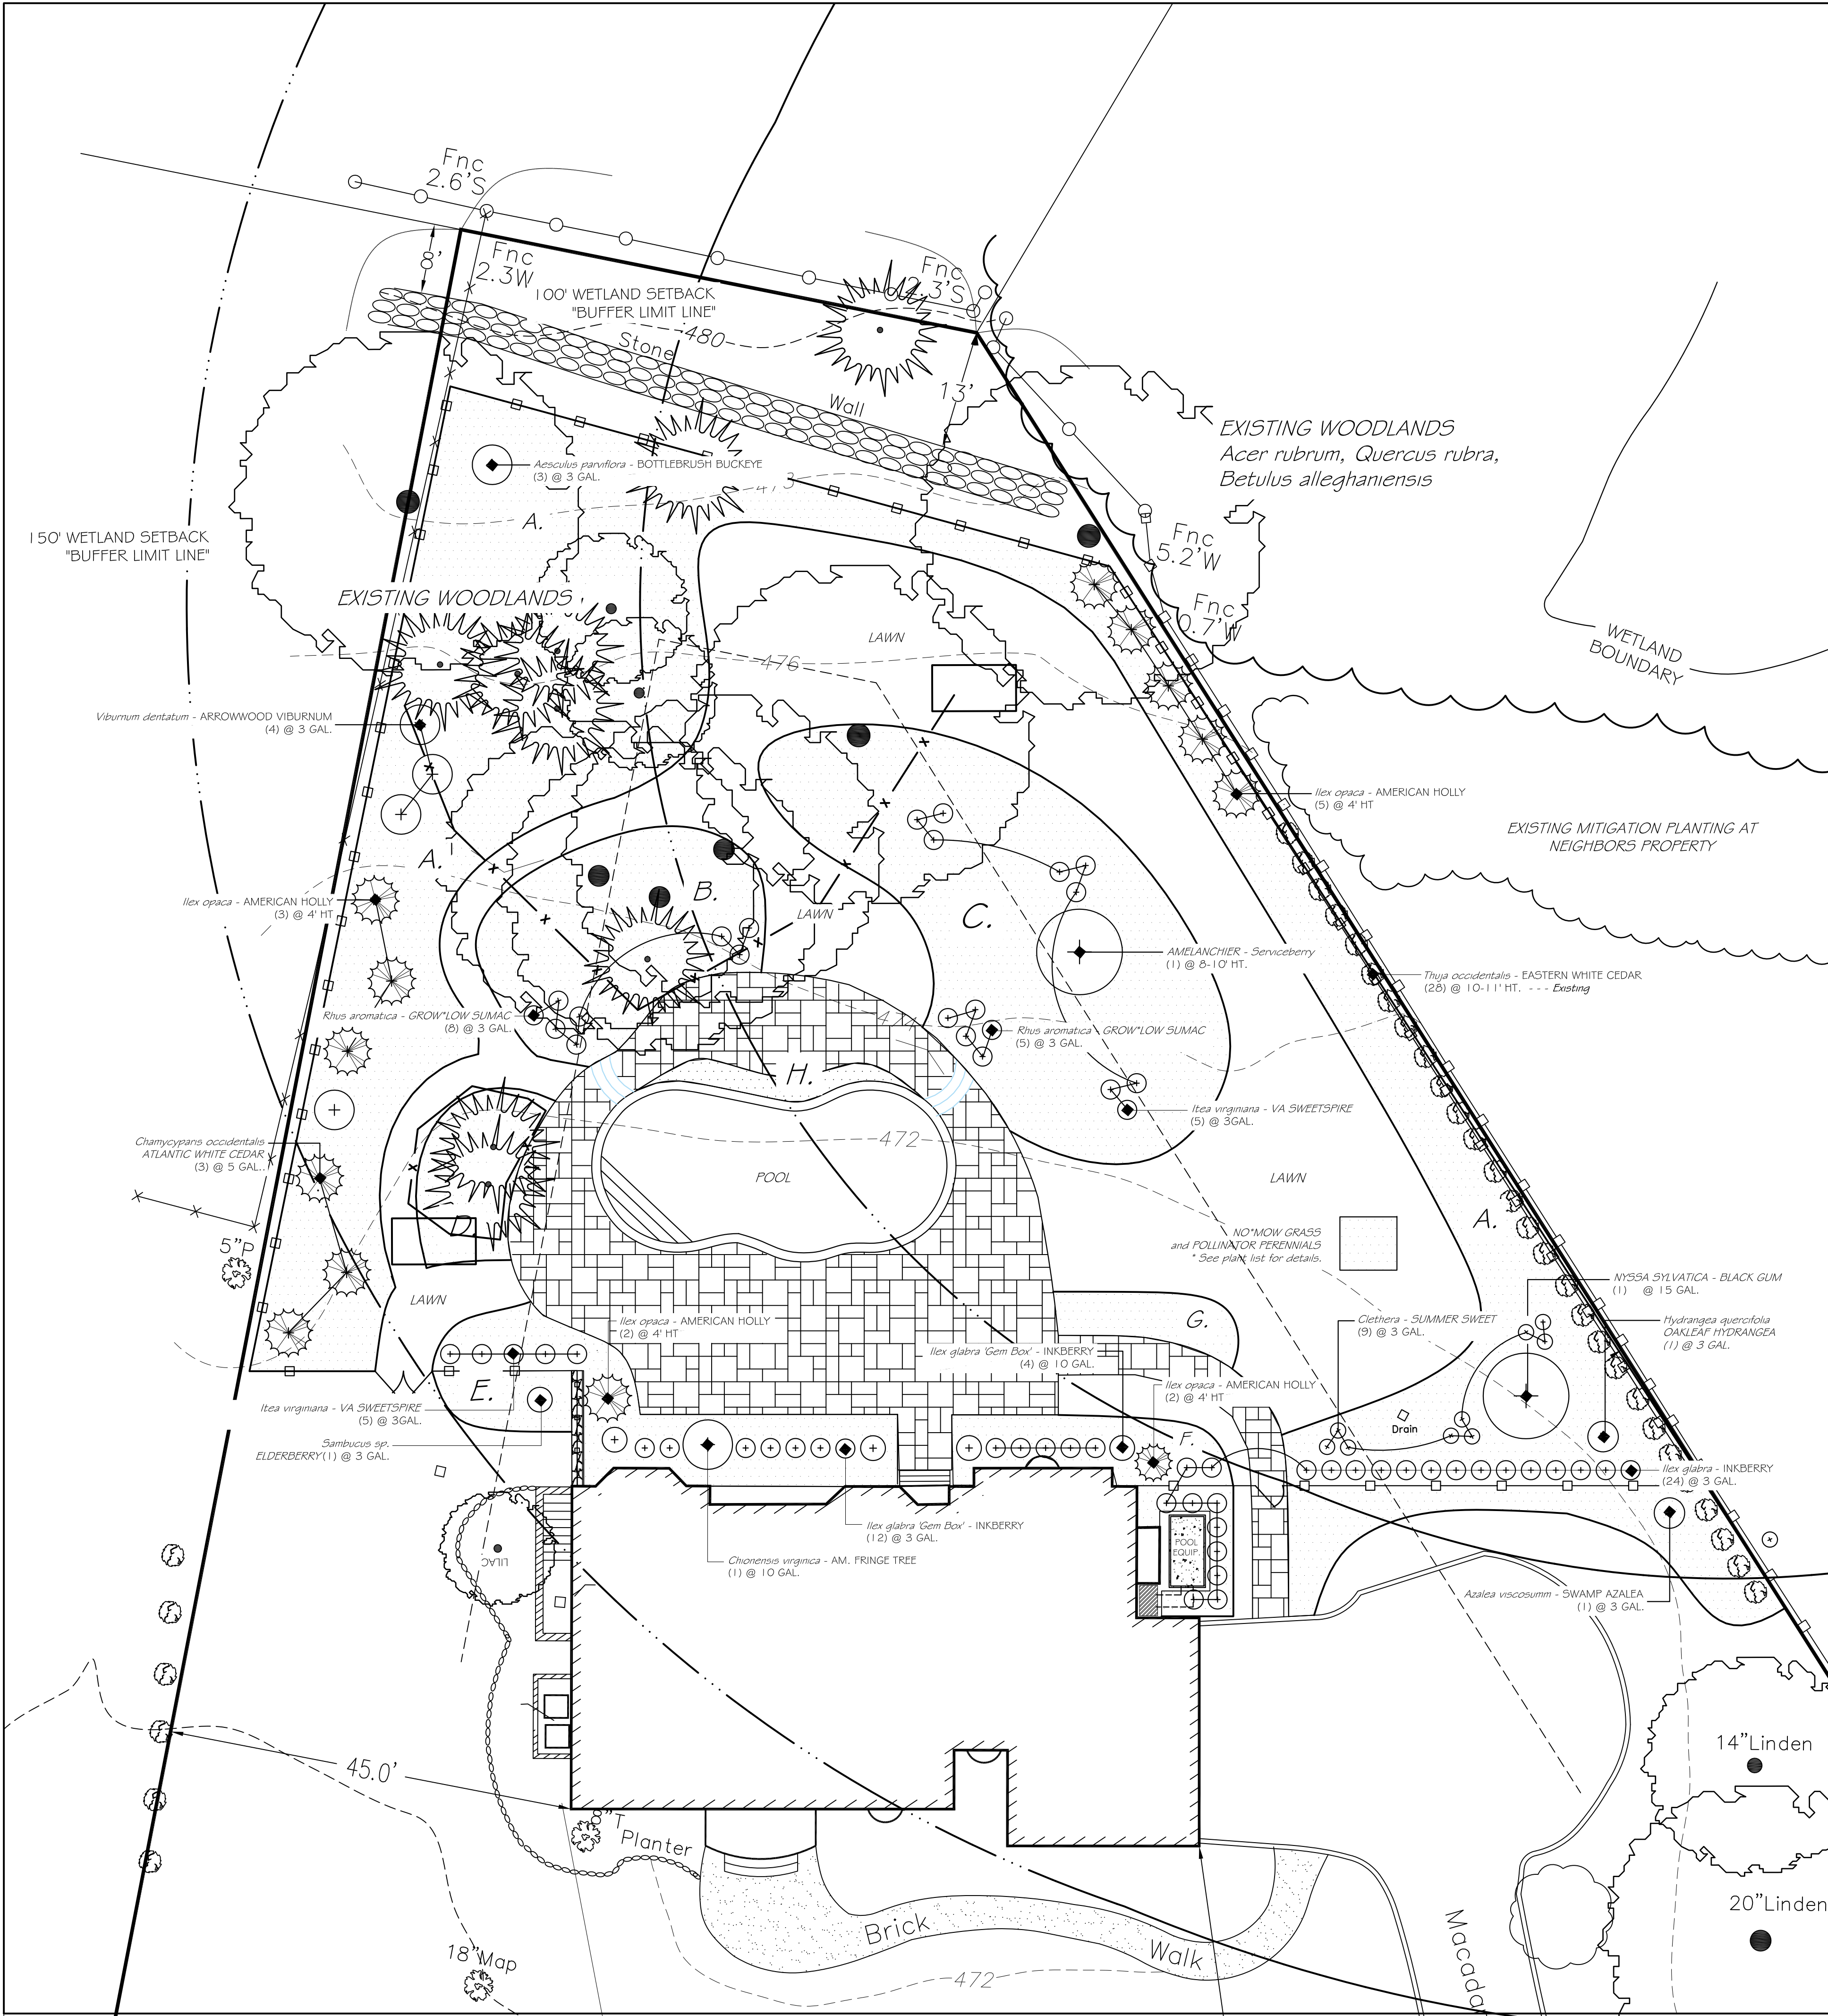 Fnc
2.6'S
8'
Fnc
2.3W
100' WETLAND SETBACK
"BUFFER LIMIT LINE"
480
Fnc
2.3'S
Stone
Wall
13'
EXISTING WOODLANDS
Acer rubrum, Quercus rubra,
Betulus alleghaniensis
Aesculus parviflora - BOTTLEBRUSH BUCKEYE
(3) @ 3 GAL.
A.
150' WETLAND SETBACK
"BUFFER LIMIT LINE"
Fnc
5.2'W
EXISTING WOODLANDS
Fnc
0.7'W
LAWN
WETLAND
BOUNDARY
476
Viburnum dentatum - ARROWWOOD VIBURNUM
(4) @ 3 GAL.
Ilex opaca - AMERICAN HOLLY
(5) @ 4' HT
EXISTING MITIGATION PLANTING AT
NEIGHBORS PROPERTY
A.
B.
Ilex opaca - AMERICAN HOLLY
(3) @ 4' HT
LAWN
C.
AMELANCHIER - Serviceberry
(1) @ 8-10' HT.
Thuja occidentalis - EASTERN WHITE CEDAR
(28) @ 10-11' HT. - - - Existing
Rhus aromatica - GROW*LOW SUMAC
(8) @ 3 GAL.
Rhus aromatica - GROW*LOW SUMAC
(5) @ 3 GAL.
H.
Itea virginiana - VA SWEETSPIRE
(5) @ 3GAL.
472
Chamycyparis occidentalis
ATLANTIC WHITE CEDAR
(3) @ 5 GAL..
POOL
LAWN
A.
5"P
NO*MOW GRASS
and POLLINATOR PERENNIALS
* See plant list for details.
LAWN
NYSSA SYLVATICA - BLACK GUM
(1) @ 15 GAL.
G.
Ilex opaca - AMERICAN HOLLY
(2) @ 4' HT
Clethera - SUMMER SWEET
(9) @ 3 GAL.
Hydrangea quercifolia
OAKLEAF HYDRANGEA
(1) @ 3 GAL.
Ilex glabra 'Gem Box' - INKBERRY
(4) @ 10 GAL.
Ilex opaca - AMERICAN HOLLY
(2) @ 4' HT
E.
Itea virginiana - VA SWEETSPIRE
(5) @ 3GAL.
Drain
F.
Sambucus sp.
ELDERBERRY(1) @ 3 GAL.
Ilex glabra - INKBERRY
(24) @ 3 GAL.
Ilex glabra 'Gem Box' - INKBERRY
(12) @ 3 GAL.
POOL
EQUIP.
LILAC
Chionensis virginica - AM. FRINGE TREE
(1) @ 10 GAL.
Azalea viscosumm - SWAMP AZALEA
(1) @ 3 GAL.
45.0'
14"Linden
Planter
20"Linden
Brick
Walk
18"Map
472
Macada